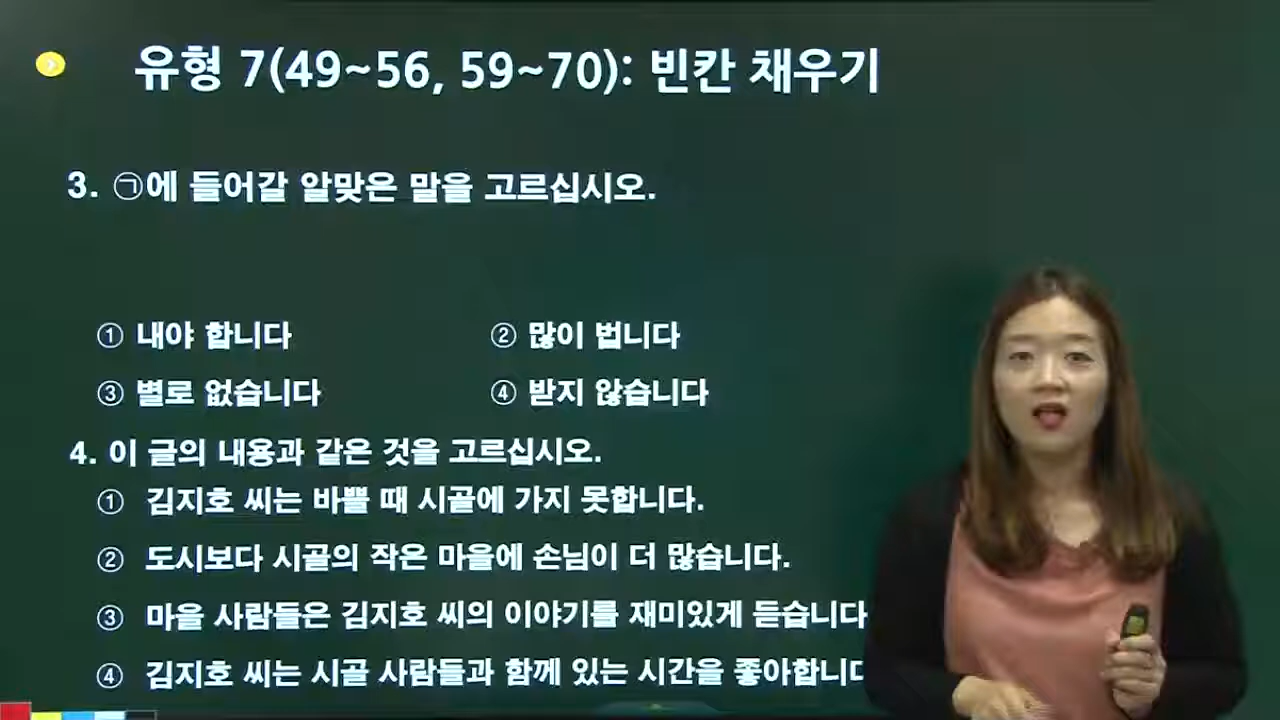 유형 7(49~56, 59~70): 빈칸 채우기
3. ㉠에 들어갈 알맞은 말을 고르십시오.
① 내야 합니다 ② 많이 법니다
③ 별로 없습니다 ④ 받지 않습니다
4. 이 글의 내용과 같은 것을 고르십시오.
① 김지호 씨는 바쁠 때 시골에 가지 못합니다.
② 도시보다 시골의 작은 마을에 손님이 더 많습니다.
③ 마을 사람들은 김지호 씨의 이야기를 재미있게 듣습니다
④ 김지호 씨는 시골 사람들과 함께 있는 시간을 좋아합니다